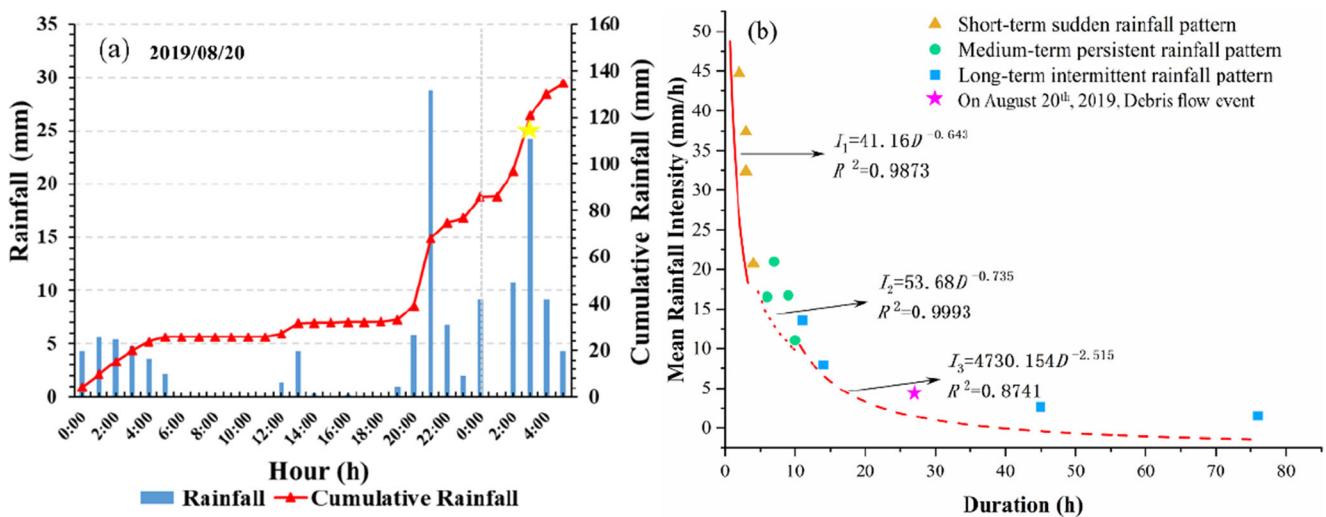 (a)
2019/08/20
Rainfall (mm)
35
30
25
20
15
10
5
0
Cumulative Rainfall (mm)
160
140
120
100
80
60
40
20
0
0:00
2:00
4:00
6:00
8:00
10:00
12:00
14:00
16:00
18:00
20:00
22:00
0:00
2:00
4:00
Hour (h)
Rainfall
Cumulative Rainfall
(b)
Short-term sudden rainfall pattern
Medium-term persistent rainfall pattern
Long-term intermittent rainfall pattern
On August 20th, 2019, Debris flow event
Mean Rainfall Intensity (mm/h)
50
45
40
35
30
25
20
15
10
5
0
I₁=41.16D⁻⁰·⁶⁴³
R²=0.9873
I₂=53.68D⁻⁰·⁷³⁵
R²=0.9993
I₃=4730.154D⁻²·⁵¹⁵
R²=0.8741
0
10
20
30
40
50
60
70
80
Duration (h)